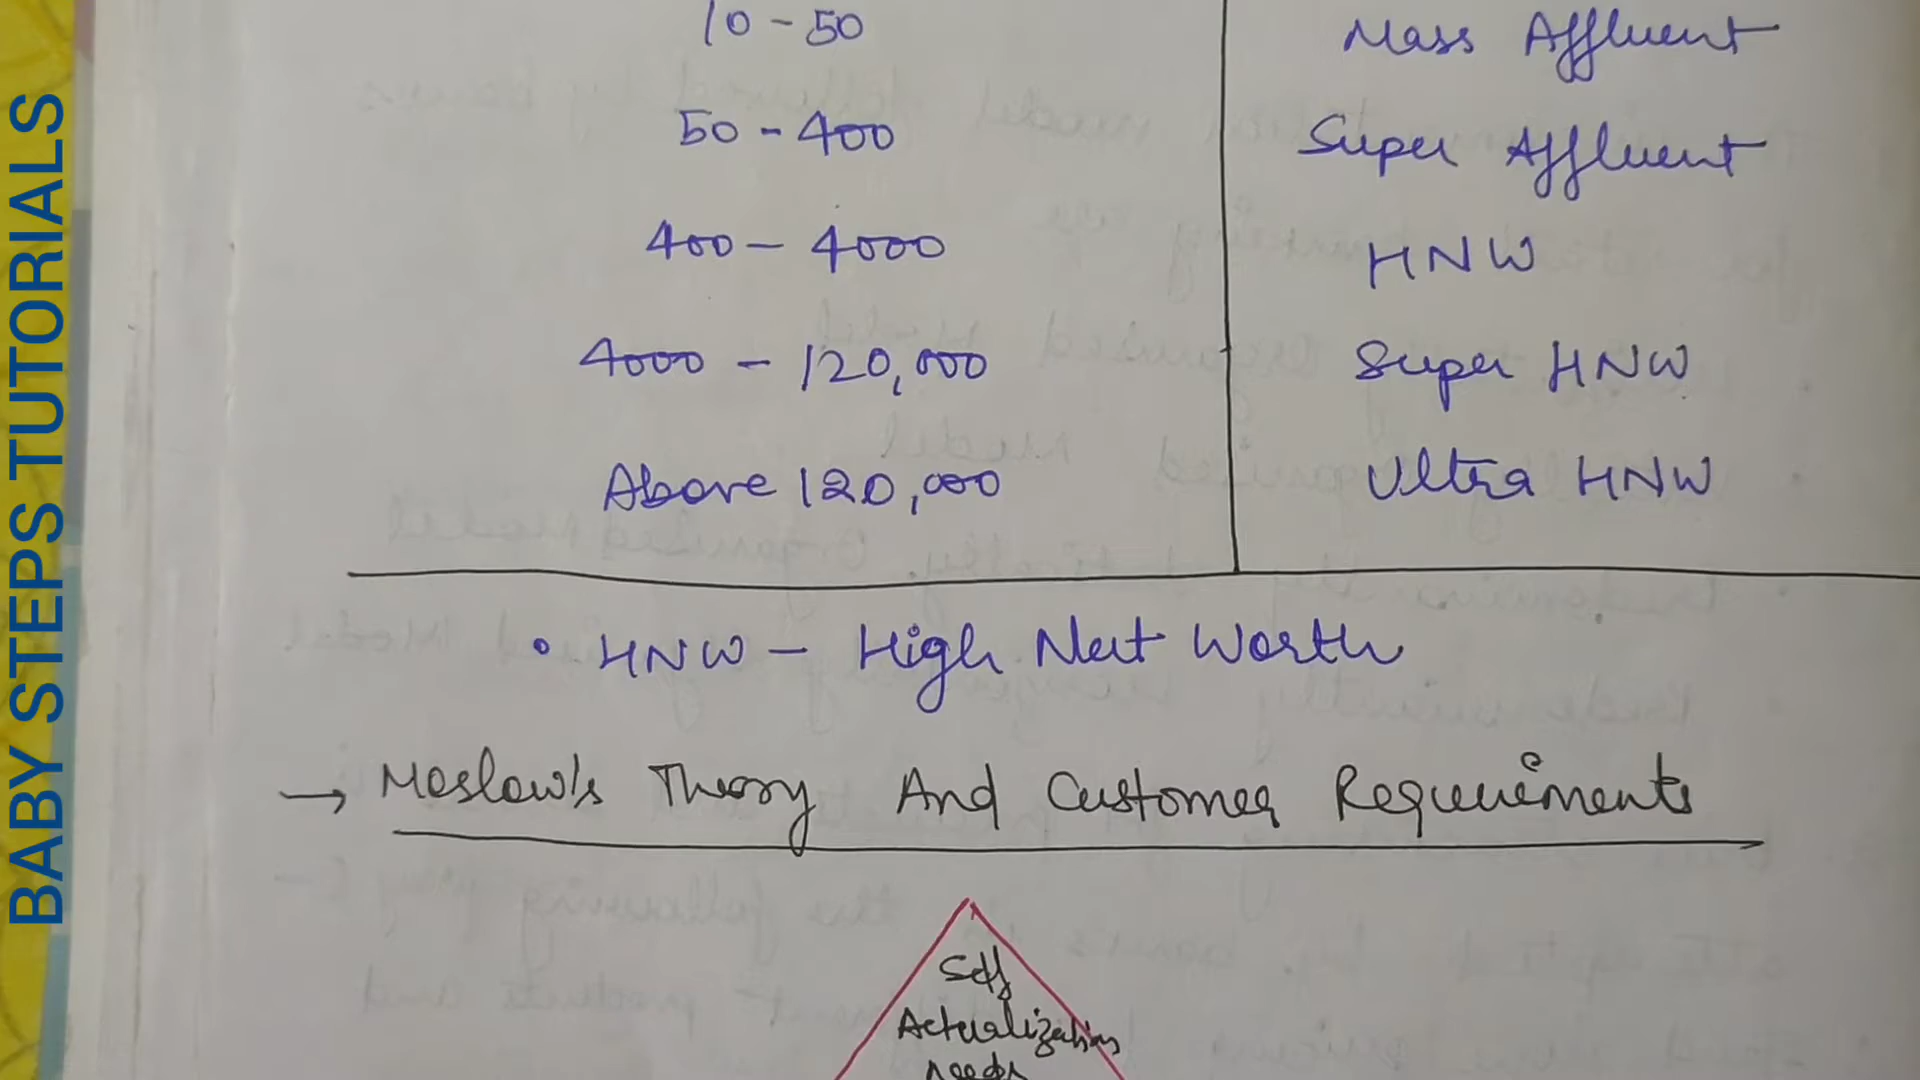 BABY STEPS TUTORIALS
10 - 50 Mass Affluent
50 - 400 Super Affluent
400 - 4000 HNW
4000 - 120,000 Super HNW
Above 120,000 Ultra HNW
• HNW - High Net Worth
→ Maslow's Theory And Customer Requirements
Self
Actualization
needs